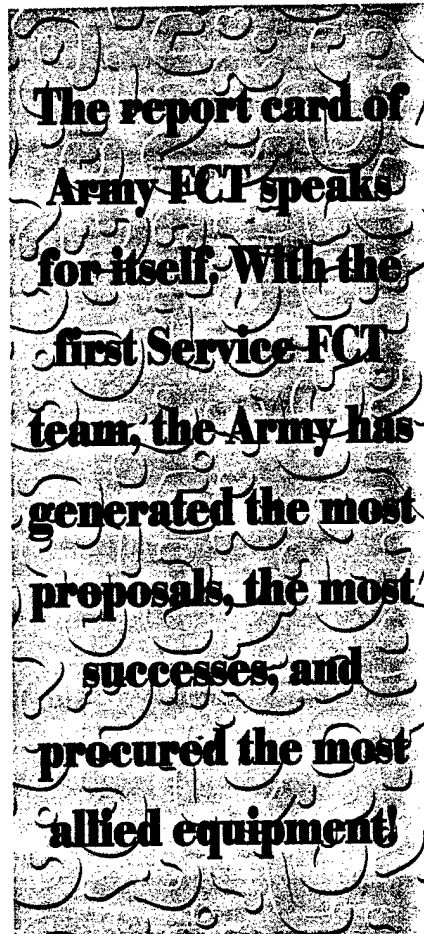 The report card of
Army FCT speaks
for itself. With the
first Service FCT
team, the Army has
generated the most
proposals, the most
successes, and
procured the most
allied equipment!